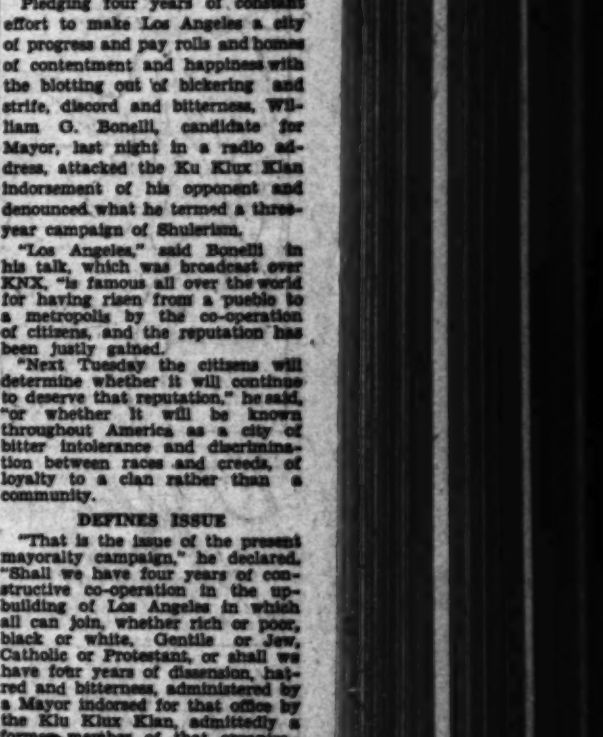 Pledging four years of constant
effort to make Los Angeles a city
of progress and pay rolls and homes
of contentment and happiness with
the blotting out of bickering and
strife, discord and bitterness, Wil-
liam G. Bonelli, candidate for
Mayor, last night in a radio ad-
dress, attacked the Ku Klux Klan
indorsement of his opponent and
denounced what he termed a three-
year campaign of Shulerism.
"Los Angeles," said Bonelli in
his talk, which was broadcast over
KNX, "is famous all over the world
for having risen from a pueblo to
a metropolis by the co-operation
of citizens, and the reputation has
been justly gained.
"Next Tuesday the citizens will
determine whether it will continue
to deserve that reputation," he said,
"or whether it will be known
throughout America as a city of
bitter intolerance and discrimina-
tion between races and creeds, of
loyalty to a clan rather than a
community.
DEFINES ISSUE
"That is the issue of the present
mayoralty campaign," he declared.
"Shall we have four years of con-
structive co-operation in the up-
building of Los Angeles in which
all can join, whether rich or poor,
black or white, Gentile or Jew,
Catholic or Protestant, or shall we
have four years of dissension, hat-
red and bitterness, administered by
a Mayor indorsed for that office by
the Klu Klux Klan, admittedly a
former member of that